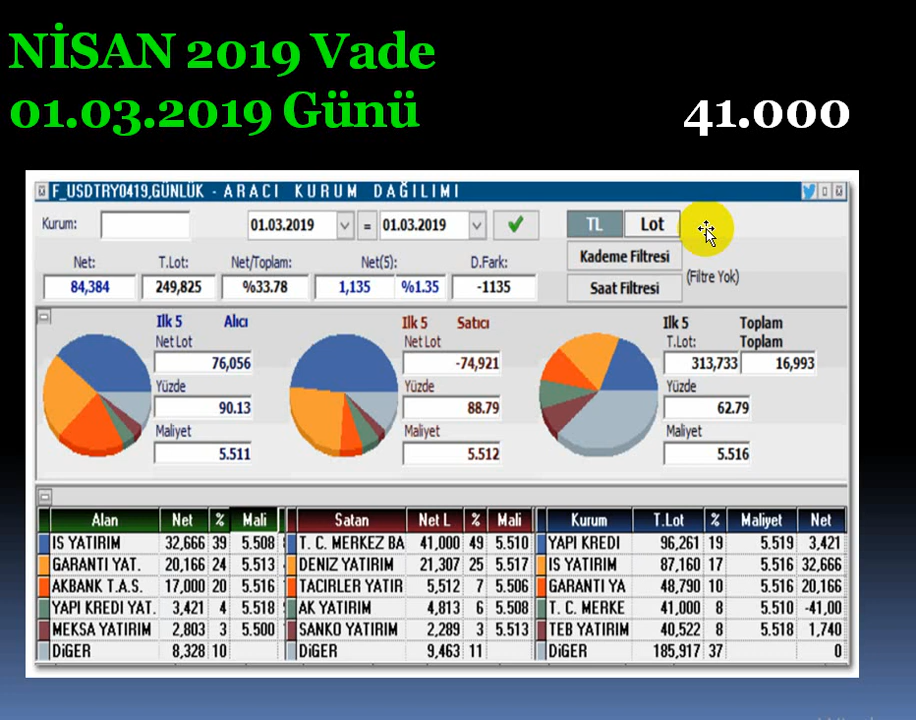 NİSAN 2019 Vade
01.03.2019 Günü 41.000
F_USDTRY0419,GÜNLÜK - ARACI KURUM DAĞILIMI
Kurum: 01.03.2019 = 01.03.2019 TL Lot
Kademe Filtresi
Net: T.Lot: Net/Toplam: Net(5): D.Fark:
84,384 249,825 %33.78 1,135 %1.35 -1135
Saat Filtresi (Filtre Yok)
Ilk 5 Alıcı Ilk 5 Satıcı Ilk 5 Toplam
Net Lot Net Lot T.Lot: Toplam
76,056 -74,921 313,733 16,993
Yüzde Yüzde Yüzde
90.13 88.79 62.79
Maliyet Maliyet Maliyet
5.511 5.512 5.516
Alan Net % Mali Satan Net L % Mali Kurum T.Lot % Maliyet Net
IS YATIRIM 32,666 39 5.508 T. C. MERKEZ BA 41,000 49 5.510 YAPI KREDI 96,261 19 5.519 3,421
GARANTI YAT. 20,166 24 5.513 DENIZ YATIRIM 21,307 25 5.517 IS YATIRIM 87,160 17 5.516 32,666
AKBANK T.A.S. 17,000 20 5.516 TACIRLER YATIR 5,512 7 5.506 GARANTI YA 48,790 10 5.516 20,166
YAPI KREDI YAT. 3,421 4 5.518 AK YATIRIM 4,813 6 5.508 T. C. MERKE 41,000 8 5.510 -41,00
MEKSA YATIRIM 2,803 3 5.500 SANKO YATIRIM 2,289 3 5.513 TEB YATIRIM 40,522 8 5.518 1,740
DiGER 8,328 10 DiGER 9,463 11 DiGER 185,917 37 0